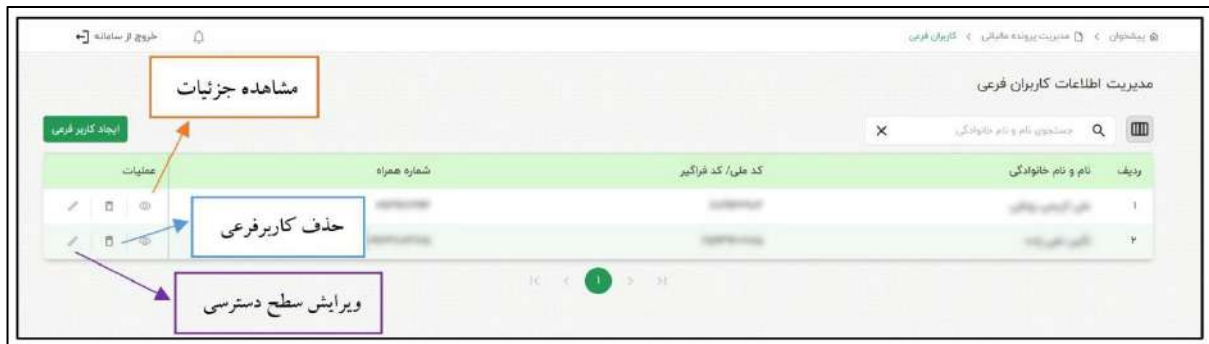 پیشخوان > مدیریت پرونده مالیاتی > کاربران فرعی
خروج از سامانه
مدیریت اطلاعات کاربران فرعی
مشاهده جزئیات
جستجوی نام و نام خانوادگی
ایجاد کاربر فرعی
ردیف نام و نام خانوادگی کد ملی/ کد فراگیر شماره همراه عملیات
۱
حذف کاربرفرعی
۲
۱
ویرایش سطح دسترسی